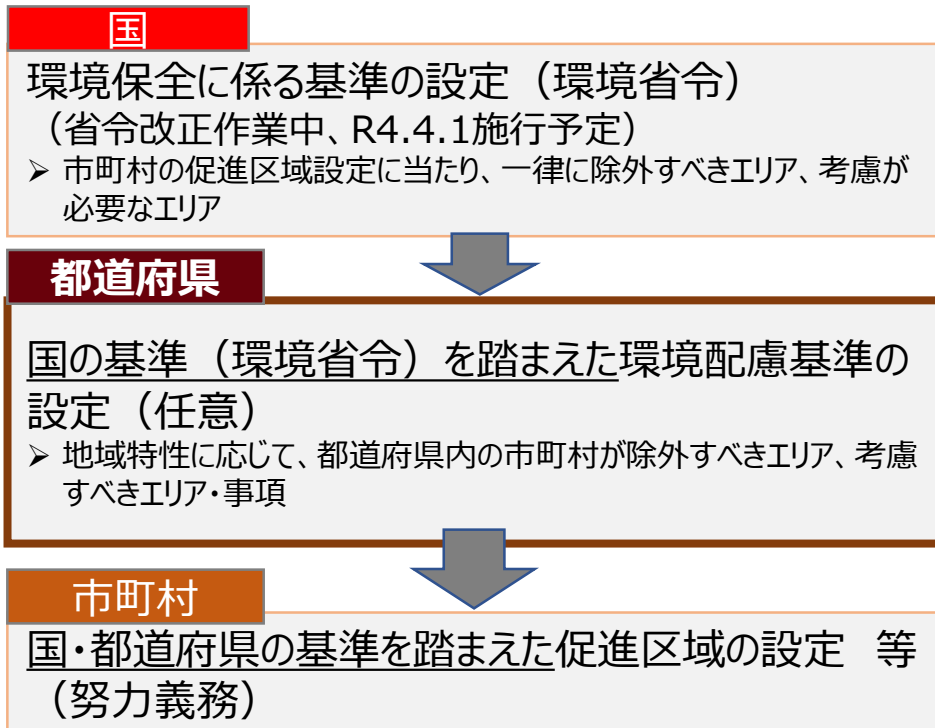 国
環境保全に係る基準の設定（環境省令）
（省令改正作業中、R4.4.1施行予定）
➢ 市町村の促進区域設定に当たり、一律に除外すべきエリア、考慮が
必要なエリア
都道府県
国の基準（環境省令）を踏まえた環境配慮基準の
設定（任意）
➢ 地域特性に応じて、都道府県内の市町村が除外すべきエリア、考慮
すべきエリア・事項
市町村
国・都道府県の基準を踏まえた促進区域の設定　等
（努力義務）